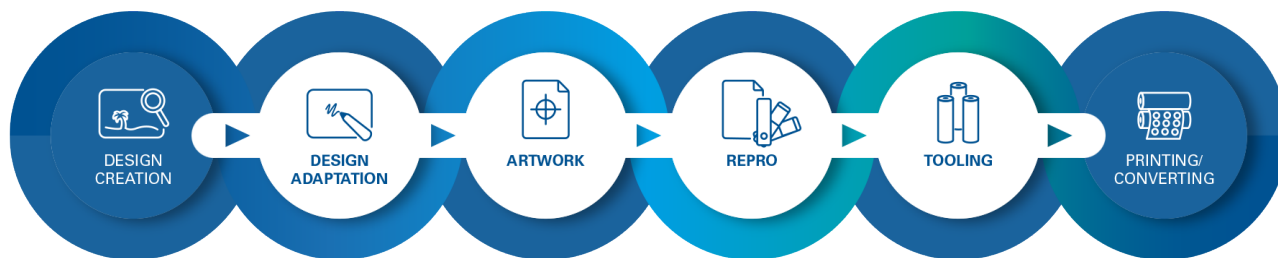 DESIGN
CREATION
DESIGN
ADAPTATION
ARTWORK
REPRO
TOOLING
PRINTING/
CONVERTING